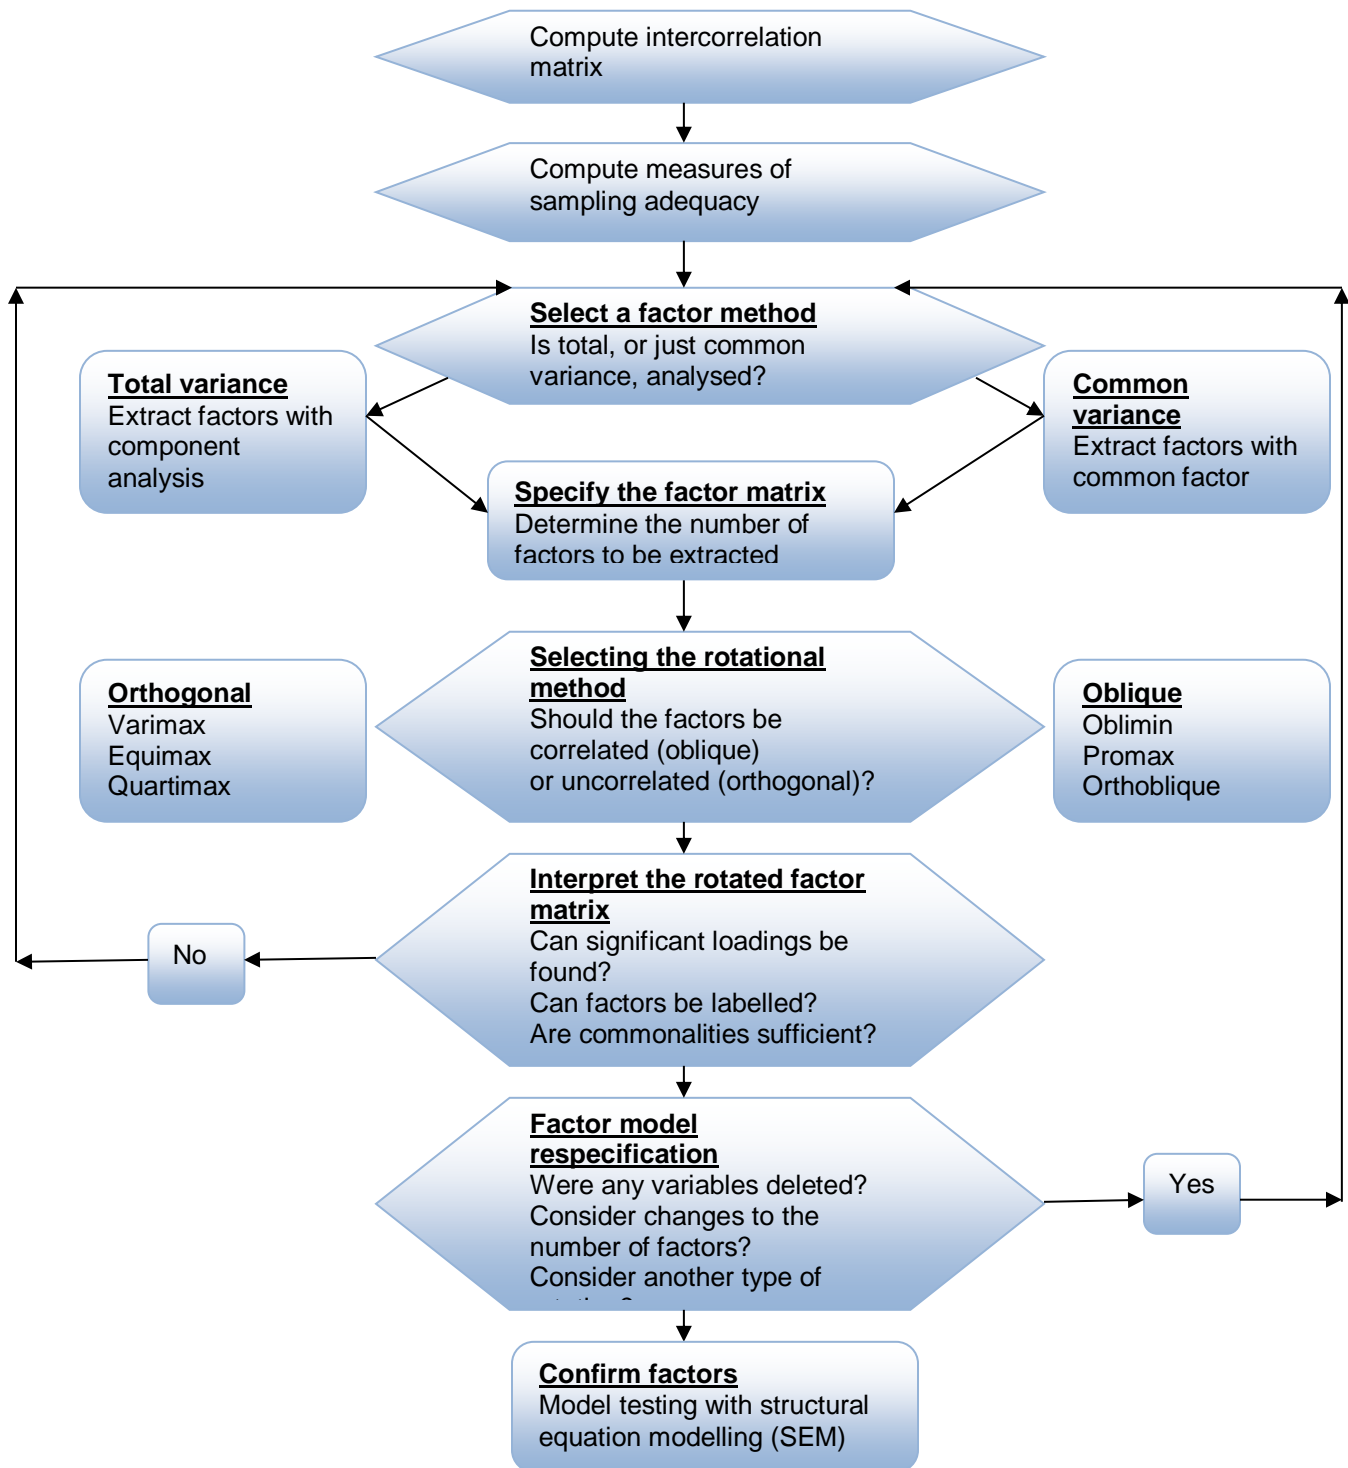 Compute intercorrelation
matrix
Compute measures of
sampling adequacy
Select a factor method
Is total, or just common
variance, analysed?
Total variance
Extract factors with
component
analysis
Common
variance
Extract factors with
common factor
Specify the factor matrix
Determine the number of
factors to be extracted
Selecting the rotational
method
Should the factors be
correlated (oblique)
or uncorrelated (orthogonal)?
Orthogonal
Varimax
Equimax
Quartimax
Oblique
Oblimin
Promax
Orthoblique
Interpret the rotated factor
matrix
Can significant loadings be
found?
Can factors be labelled?
Are commonalities sufficient?
No
Factor model
respecification
Were any variables deleted?
Consider changes to the
number of factors?
Consider another type of
Yes
Confirm factors
Model testing with structural
equation modelling (SEM)